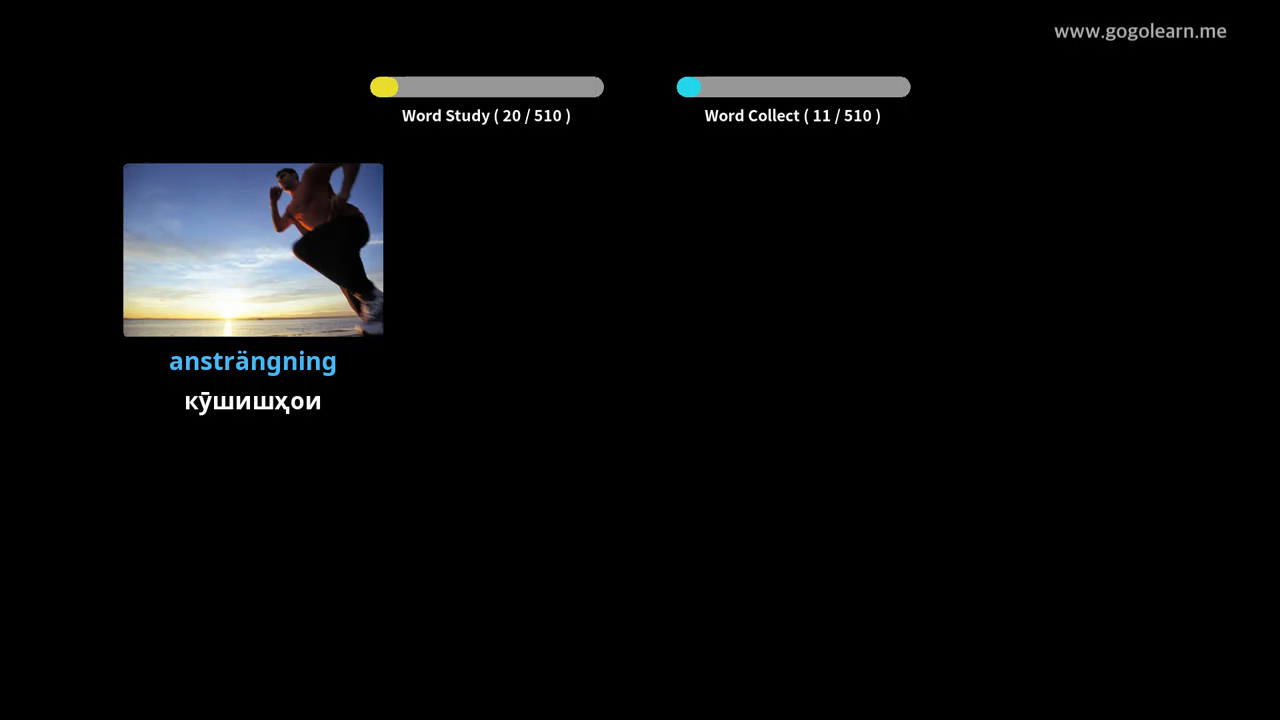 www.gogolearn.me
Word Study ( 20 / 510 )
Word Collect ( 11 / 510 )
ansträngning
кӯшишҳои